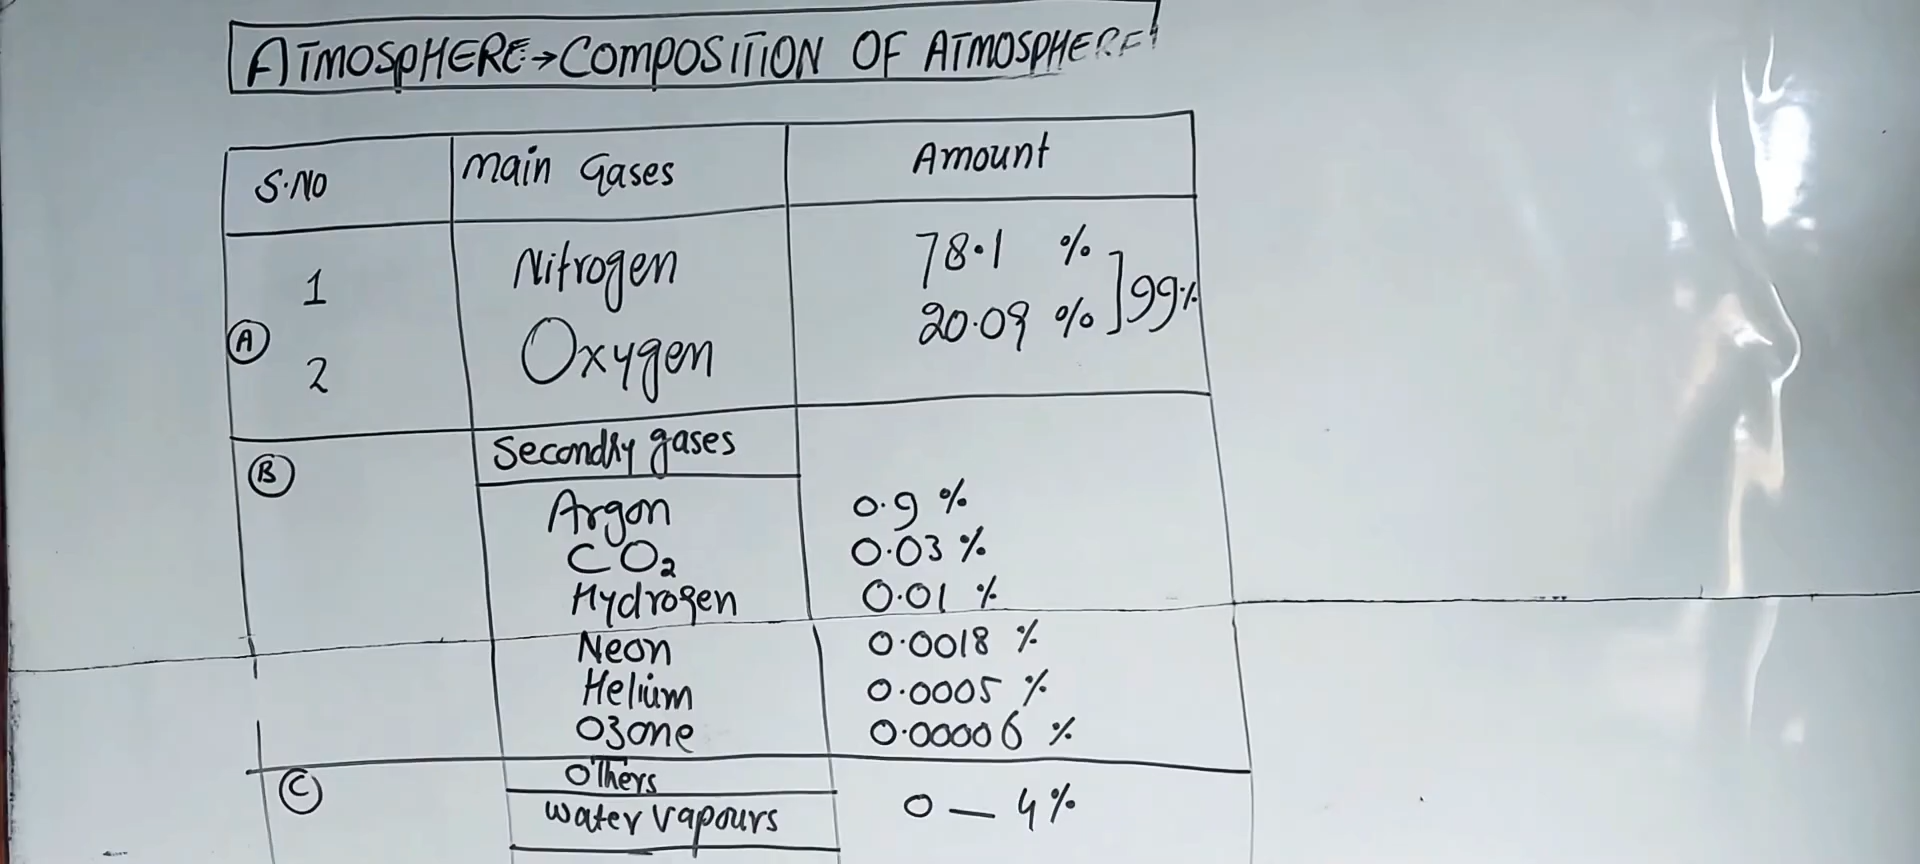 ATMOSPHERE→COMPOSITION OF ATMOSPHERE
S.NO Main Gases Amount
1 Nitrogen 78.1 %
(A) ]99%
2 Oxygen 20.09 %
(B) Secondly gases
Argon 0.9 %
CO₂ 0.03 %
Hydrogen 0.01 %
Neon 0.0018 %
Helium 0.0005 %
O3one 0.00006 %
(C) OThers
Water vapours 0 — 4%